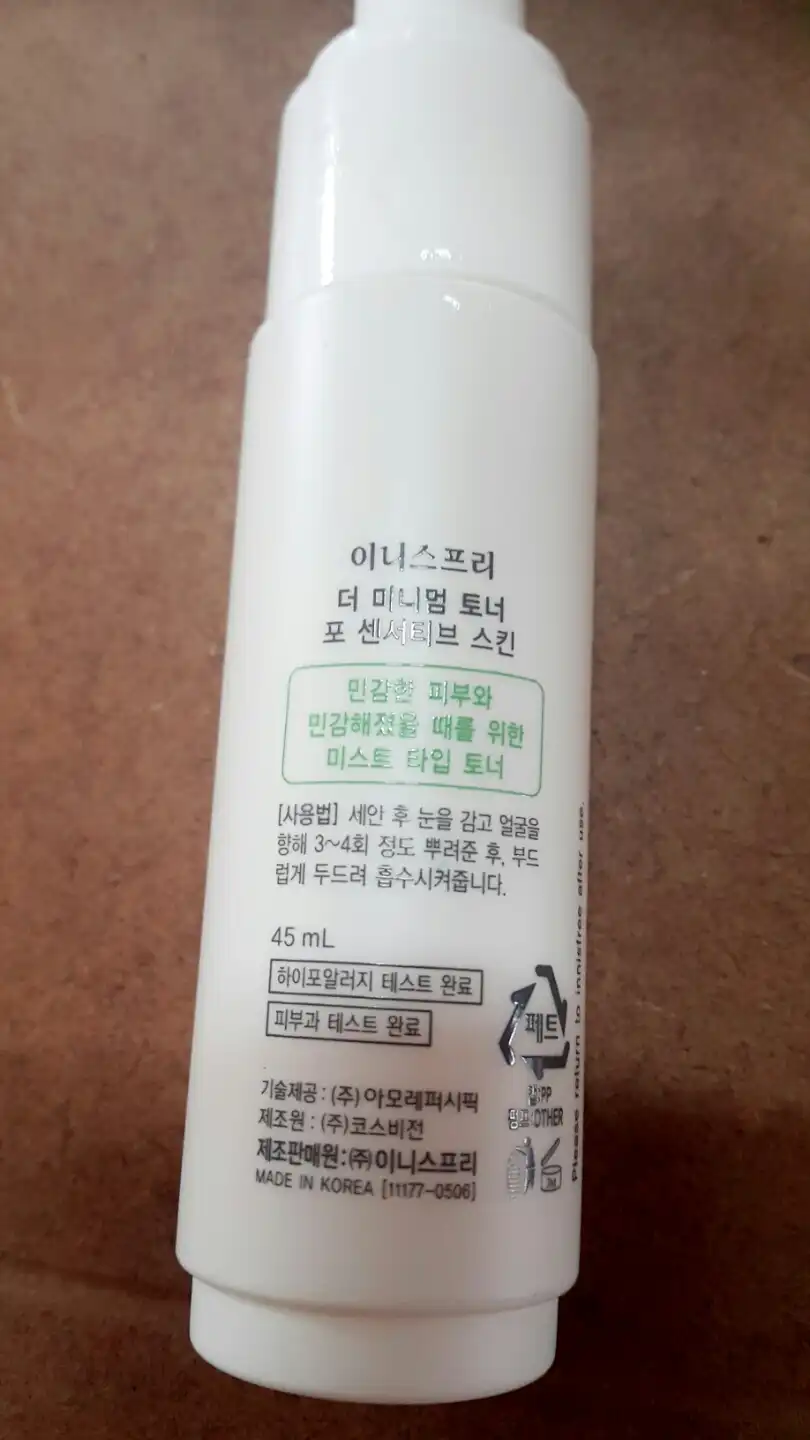 이니스프리
더 미니멈 토너
포 센서티브 스킨
민감한 피부와
민감해졌을 때를 위한
미스트 타입 토너
[사용법] 세안 후 눈을 감고 얼굴을
향해 3~4회 정도 뿌려준 후, 부드
럽게 두드려 흡수시켜줍니다.
45 mL
하이포알러지 테스트 완료
피부과 테스트 완료
기술제공 : (주)아모레퍼시픽
제조원 : (주)코스비전
제조판매원:㈜이니스프리
MADE IN KOREA [11177-0506]
페트
캡:PP
펌프:OTHER
Please return to innisfree after use.